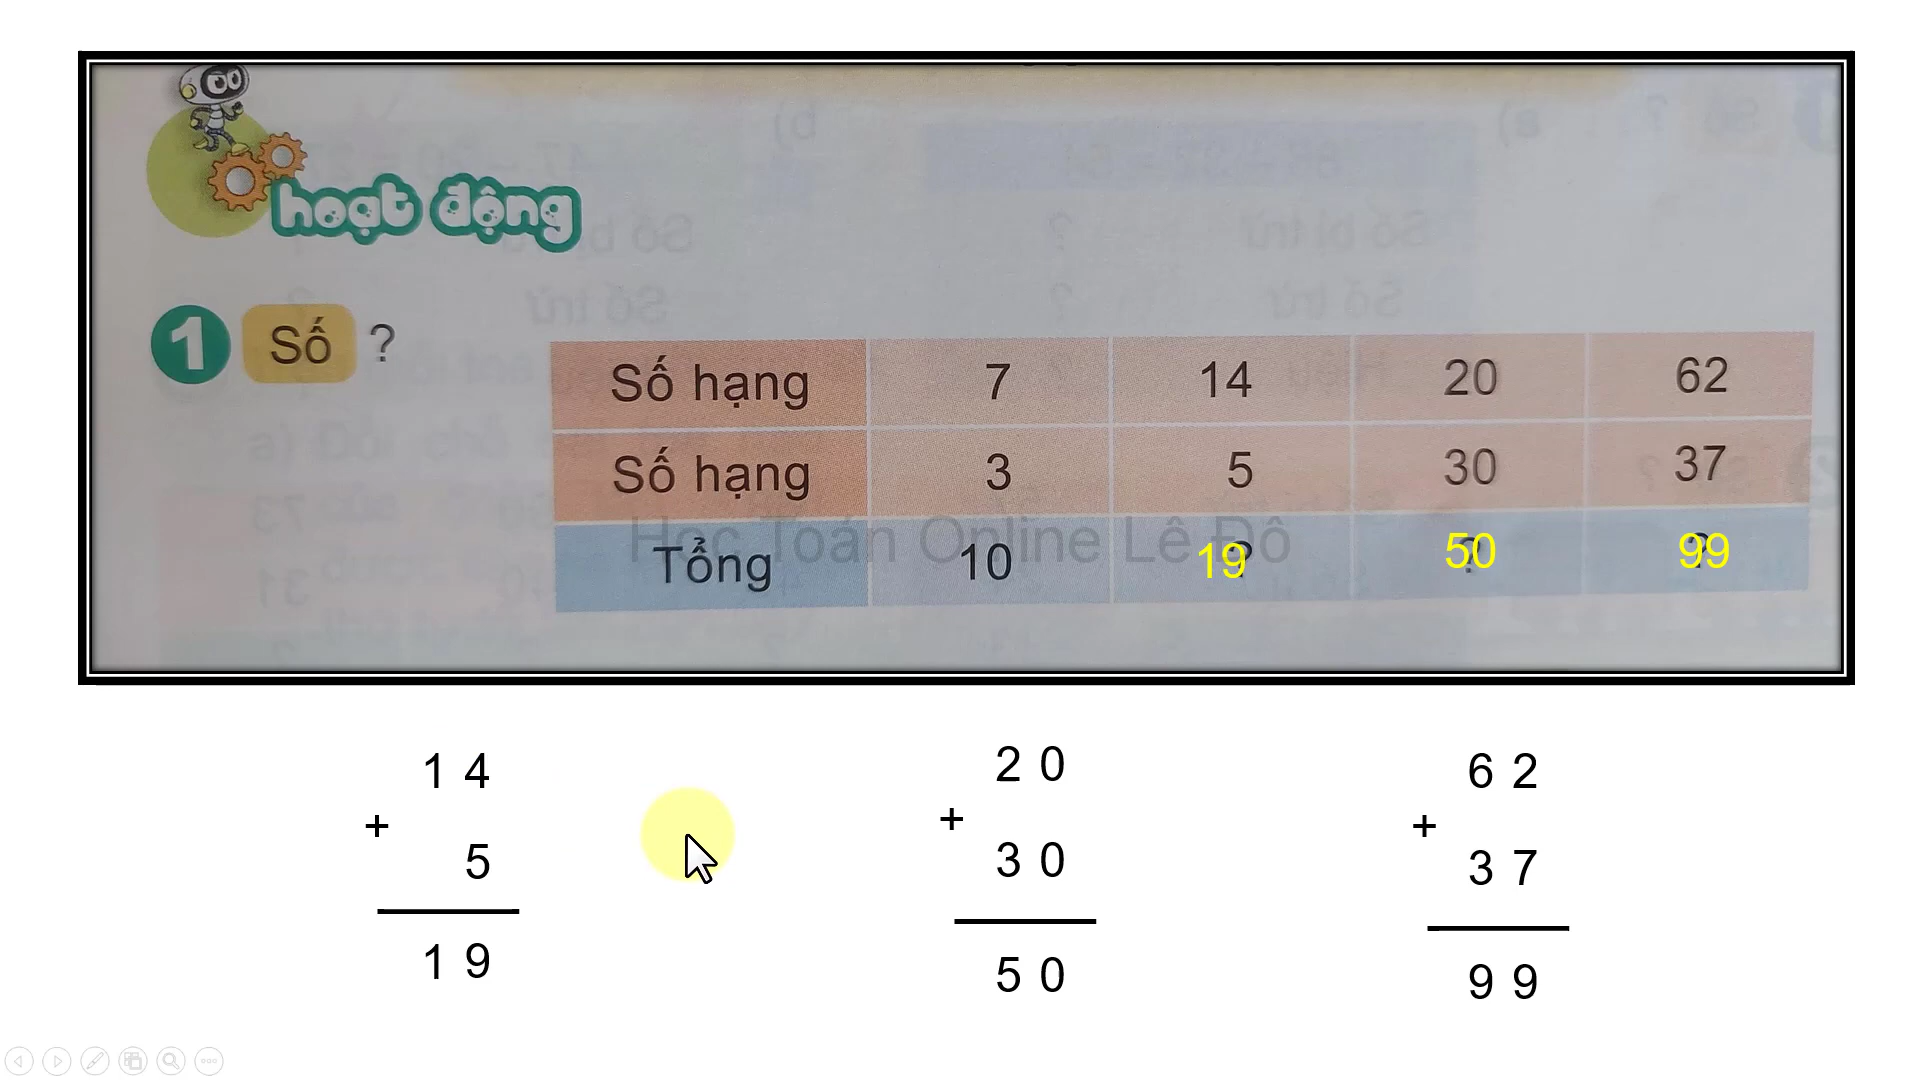 hoạt động
1 Số ?
Số hạng 7 14 20 62
Số hạng 3 5 30 37
Học Toán Online Lê Đô
Tổng 10 19 ? 50 ? 99 ?
1 4
+
5
1 9
2 0
+
3 0
5 0
6 2
+
3 7
9 9